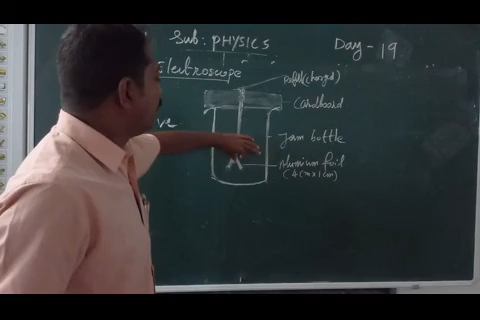 Sub: PHYSICS
Day - 19
Electroscope
Refill (charged)
Cardboard
ve
Jam bottle
Aluminium foil
(4cm x 1cm)